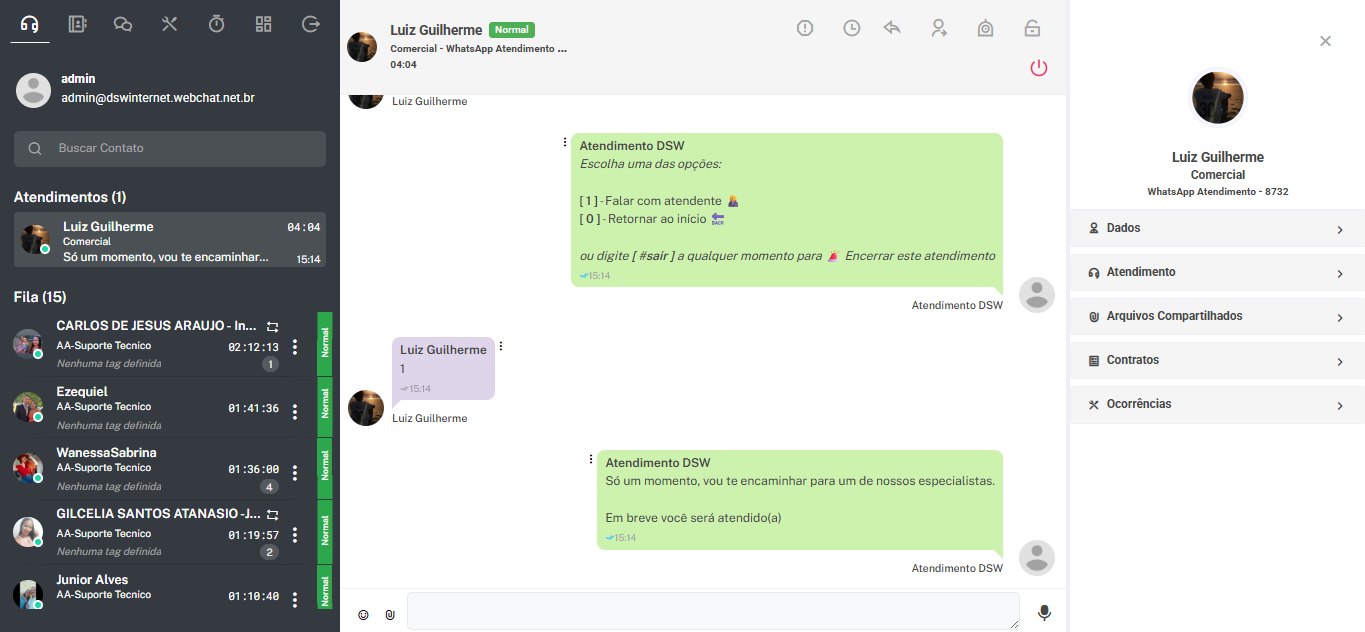 admin
admin@dswinternet.webchat.net.br
Buscar Contato
Atendimentos (1)
Luiz Guilherme 04:04
Comercial
Só um momento, vou te encaminhar... 15:14
Fila (15)
CARLOS DE JESUS ARAUJO - In...
AA-Suporte Tecnico 02:12:13
Nenhuma tag definida 1
Normal
Ezequiel
AA-Suporte Tecnico 01:41:36
Nenhuma tag definida
Normal
WanessaSabrina
AA-Suporte Tecnico 01:36:00
Nenhuma tag definida 4
Normal
GILCELIA SANTOS ATANASIO -J...
AA-Suporte Tecnico 01:19:57
Nenhuma tag definida 2
Normal
Junior Alves
AA-Suporte Tecnico 01:10:40
Normal
Luiz Guilherme Normal
Comercial - WhatsApp Atendimento ...
04:04
Luiz Guilherme
Atendimento DSW
Escolha uma das opções:
[ 1 ] - Falar com atendente
[ 0 ] - Retornar ao início BACK
ou digite [ #sair ] a qualquer momento para Encerrar este atendimento
15:14
Atendimento DSW
Luiz Guilherme
1
15:14
Luiz Guilherme
Atendimento DSW
Só um momento, vou te encaminhar para um de nossos especialistas.
Em breve você será atendido(a)
15:14
Atendimento DSW
Luiz Guilherme
Comercial
WhatsApp Atendimento - 8732
Dados
Atendimento
Arquivos Compartilhados
Contratos
Ocorrências